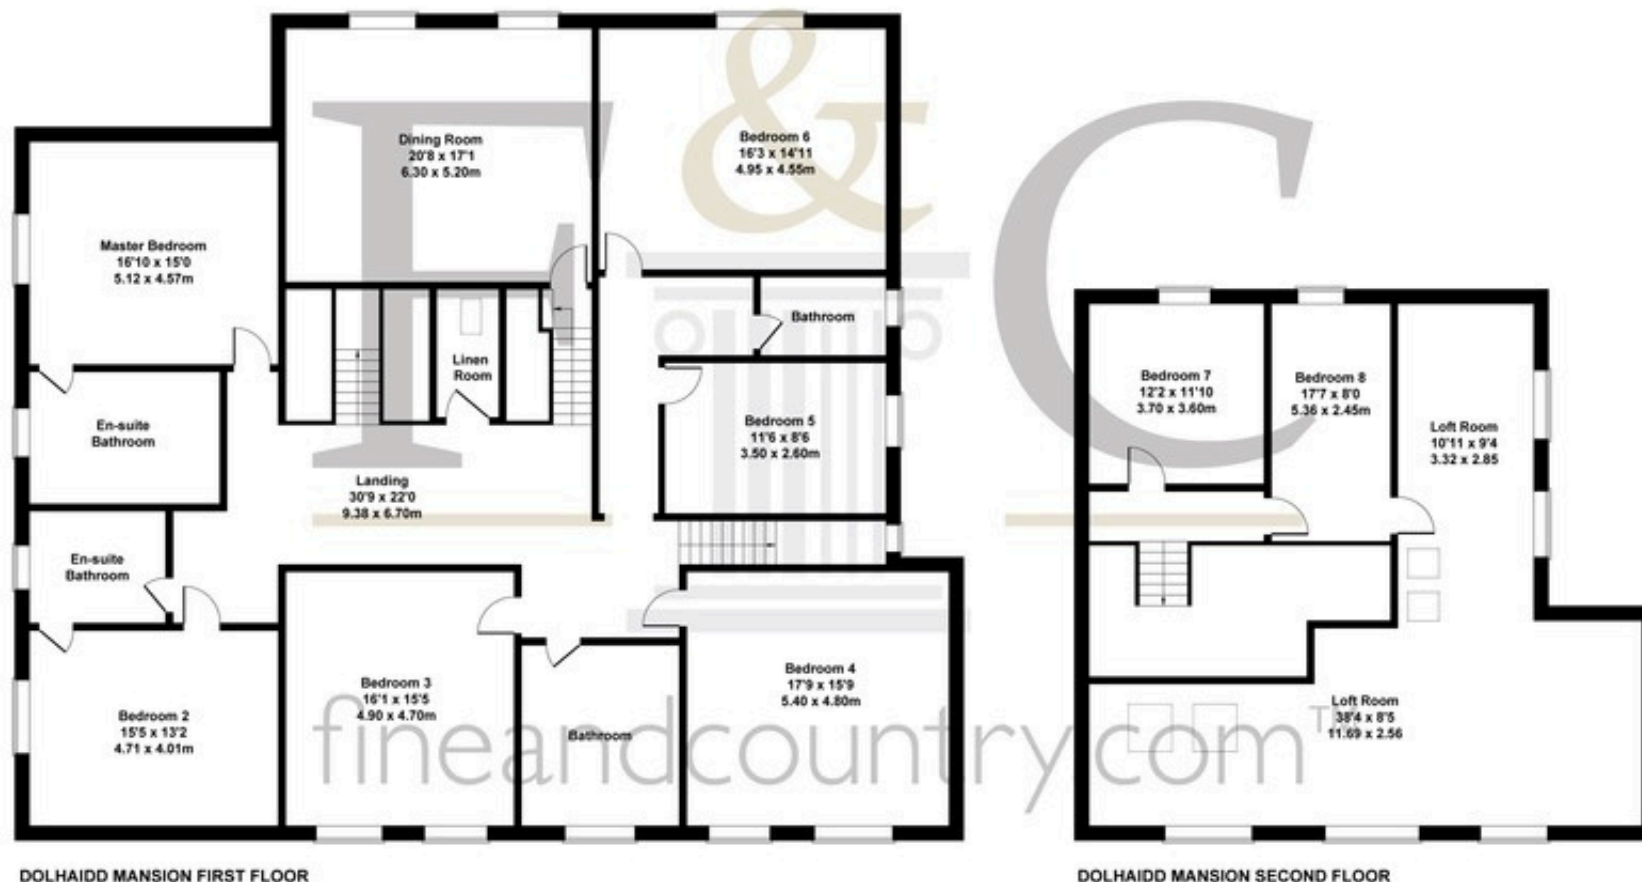 Dining Room
20'8 x 17'1
6.30 x 5.20m
Bedroom 6
16'3 x 14'11
4.95 x 4.55m
Master Bedroom
16'10 x 15'0
5.12 x 4.57m
Bathroom
Linen
Room
En-suite
Bathroom
Bedroom 5
11'6 x 8'6
3.50 x 2.60m
Landing
30'9 x 22'0
9.38 x 6.70m
En-suite
Bathroom
Bedroom 2
15'5 x 13'2
4.71 x 4.01m
Bedroom 3
16'1 x 15'5
4.90 x 4.70m
Bathroom
Bedroom 4
17'9 x 15'9
5.40 x 4.80m
DOLHAIDD MANSION FIRST FLOOR
Bedroom 7
12'2 x 11'10
3.70 x 3.60m
Bedroom 8
17'7 x 8'0
5.36 x 2.45m
Loft Room
10'11 x 9'4
3.32 x 2.85
Loft Room
38'4 x 8'5
11.69 x 2.56
DOLHAIDD MANSION SECOND FLOOR
F&C
fineandcountry.com™